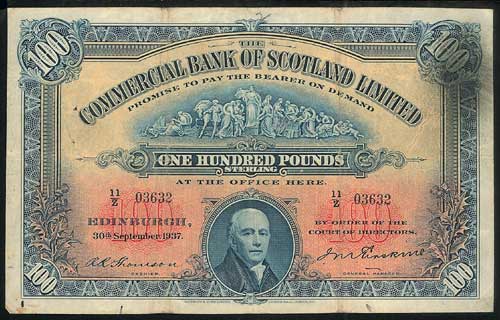 100
100
THE
COMMERCIAL BANK OF SCOTLAND LIMITED
PROMISE TO PAY THE BEARER ON DEMAND
ONE HUNDRED POUNDS
STERLING
AT THE OFFICE HERE.
11/Z 03632
11/Z 03632
EDINBURGH,
30th September 1937.
BY ORDER OF THE
COURT OF DIRECTORS.
CASHIER.
GENERAL MANAGER.
100
100